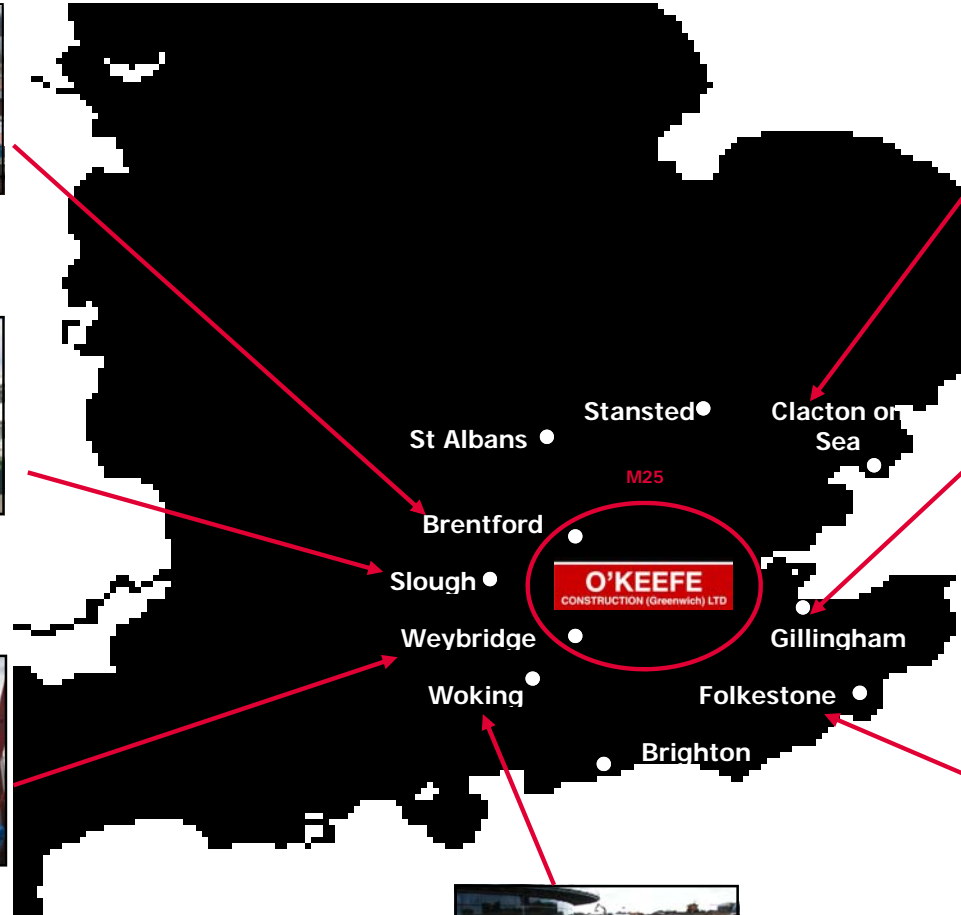 Stansted
Clacton on
Sea
St Albans
M25
Brentford
Slough
O'KEEFE
CONSTRUCTION (Greenwich) LTD
Weybridge
Gillingham
Woking
Folkestone
Brighton